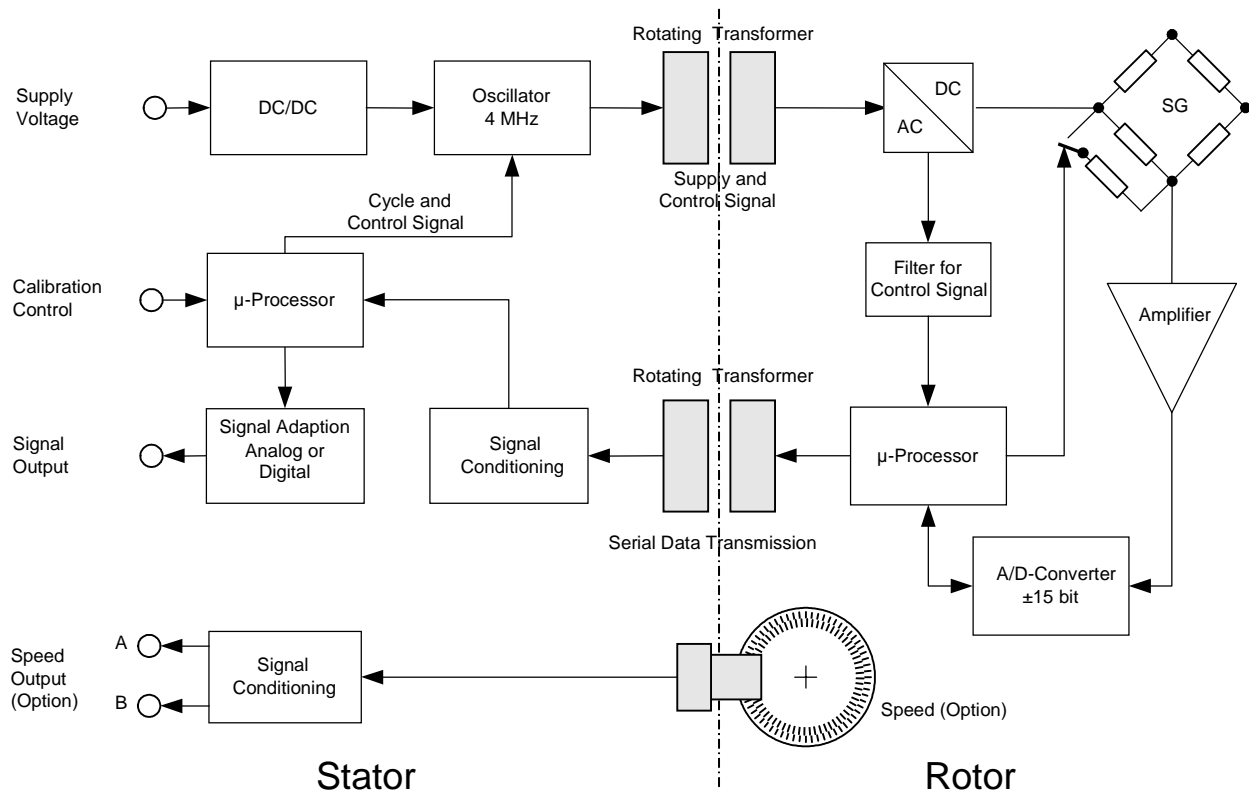 Rotating Transformer
Supply
Voltage
DC/DC
Oscillator
4 MHz
DC
AC
SG
Supply and
Control Signal
Cycle and
Control Signal
Calibration
Control
µ-Processor
Filter for
Control Signal
Amplifier
Rotating Transformer
Signal
Output
Signal Adaption
Analog or
Digital
Signal
Conditioning
µ-Processor
Serial Data Transmission
A/D-Converter
±15 bit
Speed
Output
(Option)
A
B
Signal
Conditioning
Speed (Option)
Stator
Rotor